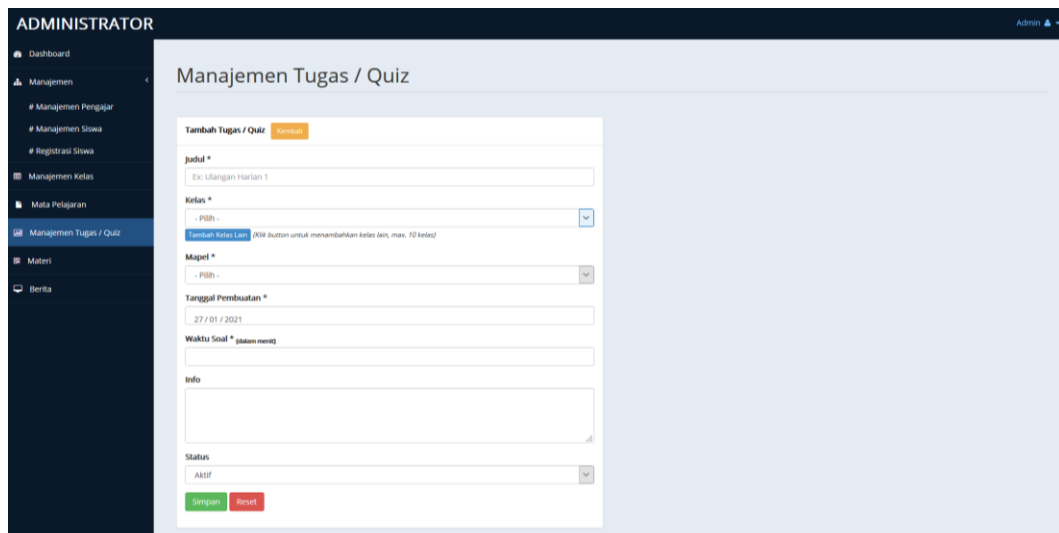 ADMINISTRATOR
Admin
Dashboard
Manajemen
# Manajemen Pengajar
# Manajemen Siswa
# Registrasi Siswa
Manajemen Kelas
Mata Pelajaran
Manajemen Tugas / Quiz
Materi
Berita
Manajemen Tugas / Quiz
Tambah Tugas / Quiz Kembali
Judul *
Ex: Ulangan Harian 1
Kelas *
- Pilih -
Tambah Kelas Lain (Klik button untuk menambahkan kelas lain, max. 10 kelas)
Mapel *
- Pilih -
Tanggal Pembuatan *
27 / 01 / 2021
Waktu Soal * (dalam menit)
Info
Status
Aktif
Simpan Reset